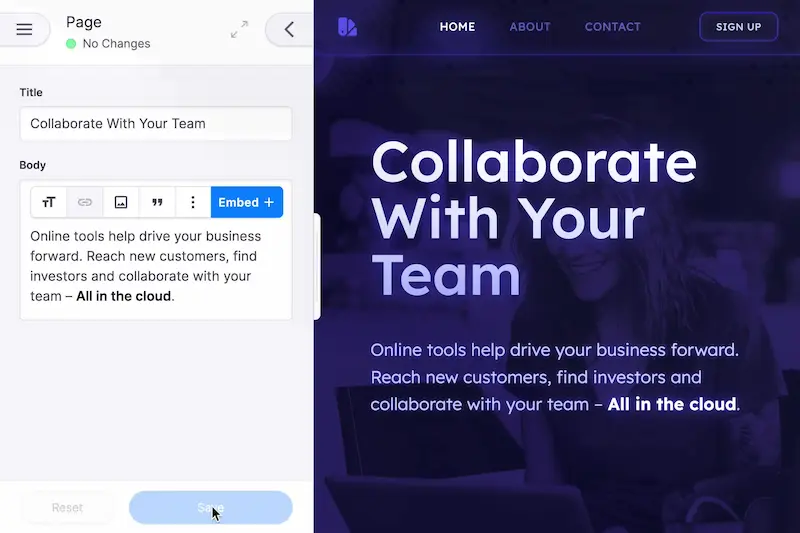 Page
No Changes
Title
Collaborate With Your Team
Body
Embed +
Online tools help drive your business
forward. Reach new customers, find
investors and collaborate with your
team – All in the cloud.
Reset
Save
HOME ABOUT CONTACT SIGN UP
Collaborate
With Your
Team
Online tools help drive your business forward.
Reach new customers, find investors and
collaborate with your team – All in the cloud.